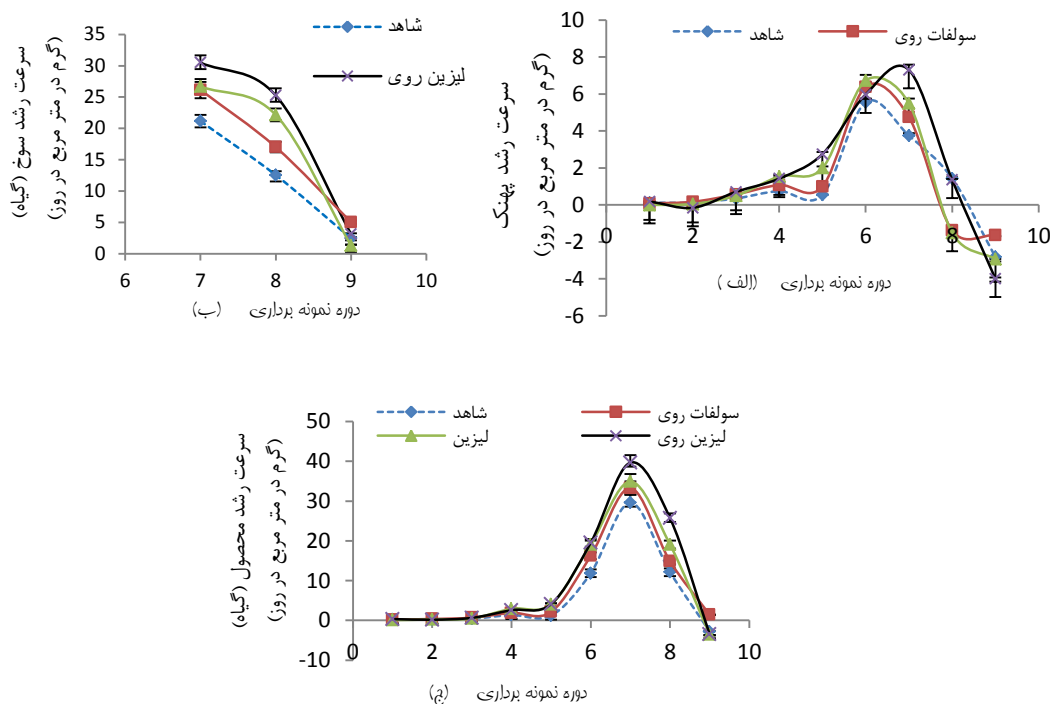 شاهد
سولفات روی
سرعت رشد پهنک
(گرم در متر مربع در روز)
10
8
6
4
2
0
-2
-4
-6
0
2
4
6
8
10
دوره نمونه برداری (الف )
شاهد
لیزین روی
سرعت رشد سوخ (گیاه)
(گرم در متر مربع در روز)
35
30
25
20
15
10
5
0
6
7
8
9
10
دوره نمونه برداری (ب)
شاهد
سولفات روی
لیزین
لیزین روی
سرعت رشد محصول (گیاه)
(گرم در متر مربع در روز)
50
40
30
20
10
0
-10
0
2
4
6
8
10
دوره نمونه برداری (ج)